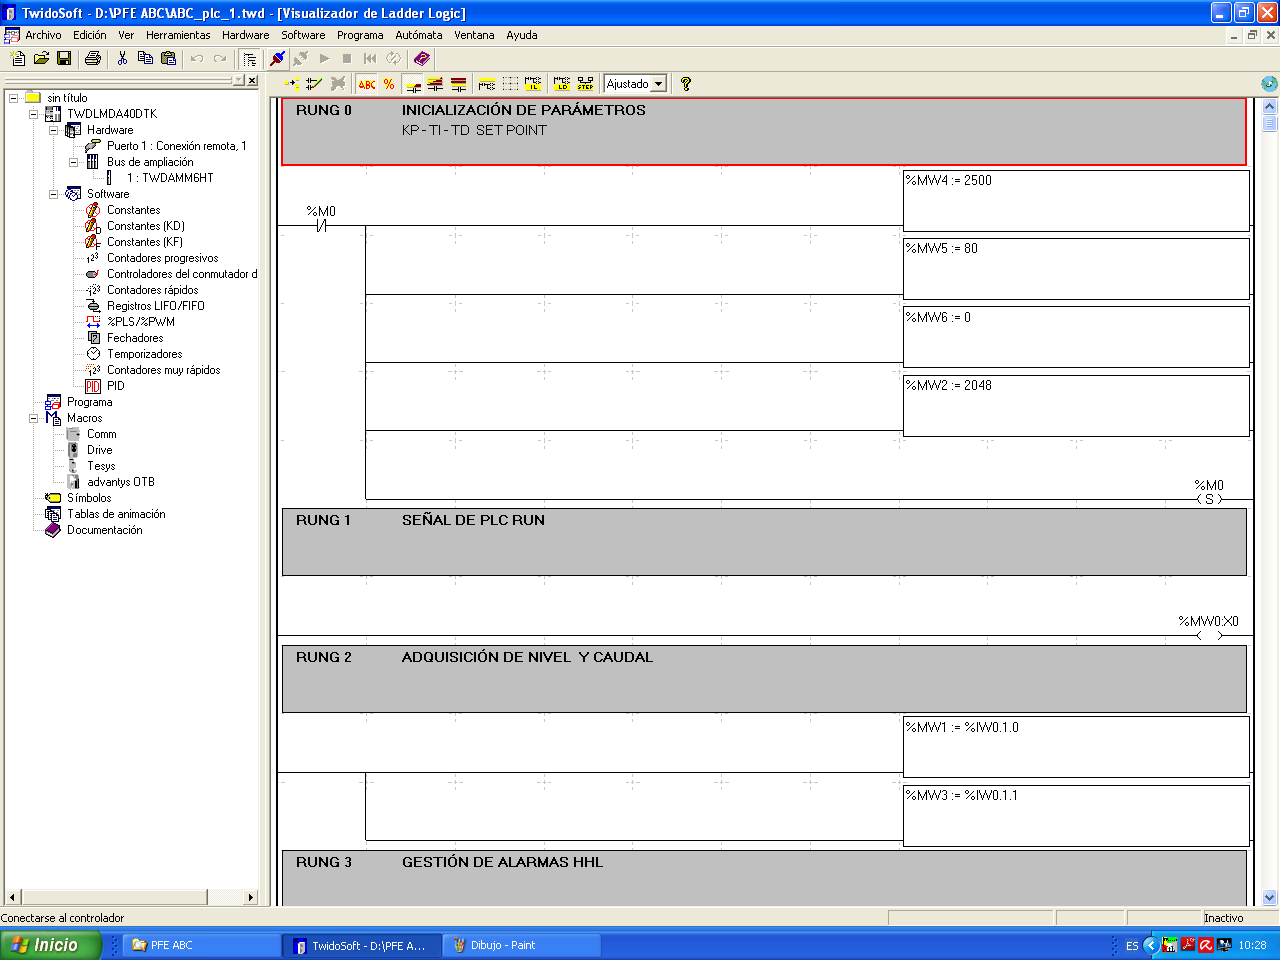 TwidoSoft - D:\PFE ABC\ABC_plc_1.twd - [Visualizador de Ladder Logic]
Archivo Edición Ver Herramientas Hardware Software Programa Autómata Ventana Ayuda
ABC % IL LD STEP Ajustado ?
sin título
TWDLMDA40DTK
Hardware
Puerto 1 : Conexión remota, 1
Bus de ampliación
1 : TWDAMM6HT
Software
Constantes
Constantes (KD)
Constantes (KF)
Contadores progresivos
Controladores del conmutador d
Contadores rápidos
Registros LIFO/FIFO
%PLS/%PWM
Fechadores
Temporizadores
Contadores muy rápidos
PID PID
Programa
Macros
Comm
Drive
Tesys
advantys OTB
Símbolos
Tablas de animación
Documentación
RUNG 0 INICIALIZACIÓN DE PARÁMETROS
KP - TI - TD SET POINT
%MW4 := 2500
%M0
%MW5 := 80
%MW6 := 0
%MW2 := 2048
%M0
S
RUNG 1 SEÑAL DE PLC RUN
%MW0:X0
RUNG 2 ADQUISICIÓN DE NIVEL Y CAUDAL
%MW1 := %IW0.1.0
%MW3 := %IW0.1.1
RUNG 3 GESTIÓN DE ALARMAS HHL
Conectarse al controlador Inactivo
Inicio PFE ABC TwidoSoft - D:\PFE A... Dibujo - Paint ES 10:28